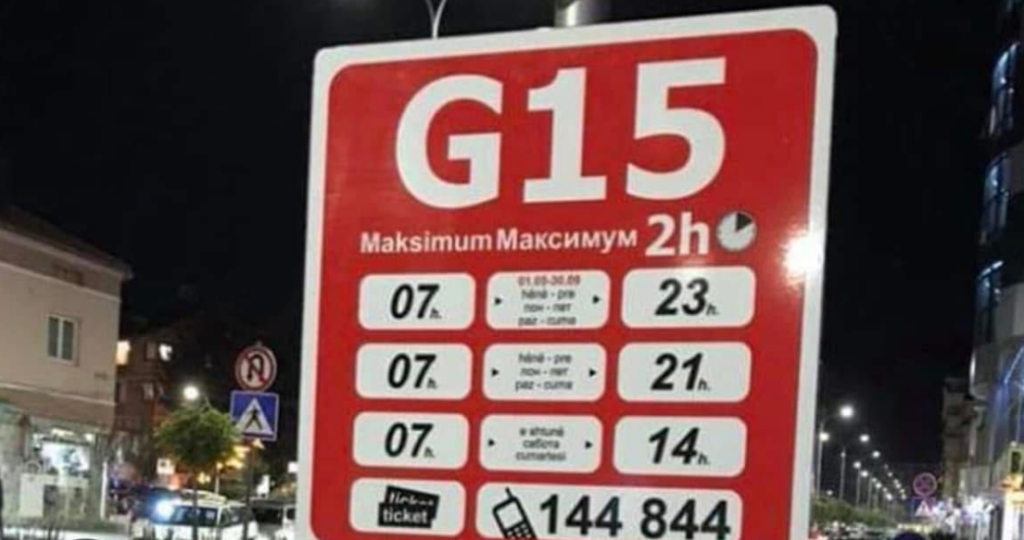 G15
Maksimum Максимум 2h
07h. 01.05-30.09 23h.
hënë - pre
пон - пет
paz - cuma
07h. hënë - pre 21h.
пон - пет
paz - cuma
07h. e shtunë 14h.
сабота
cumartesi
ticket
ticket 144 844